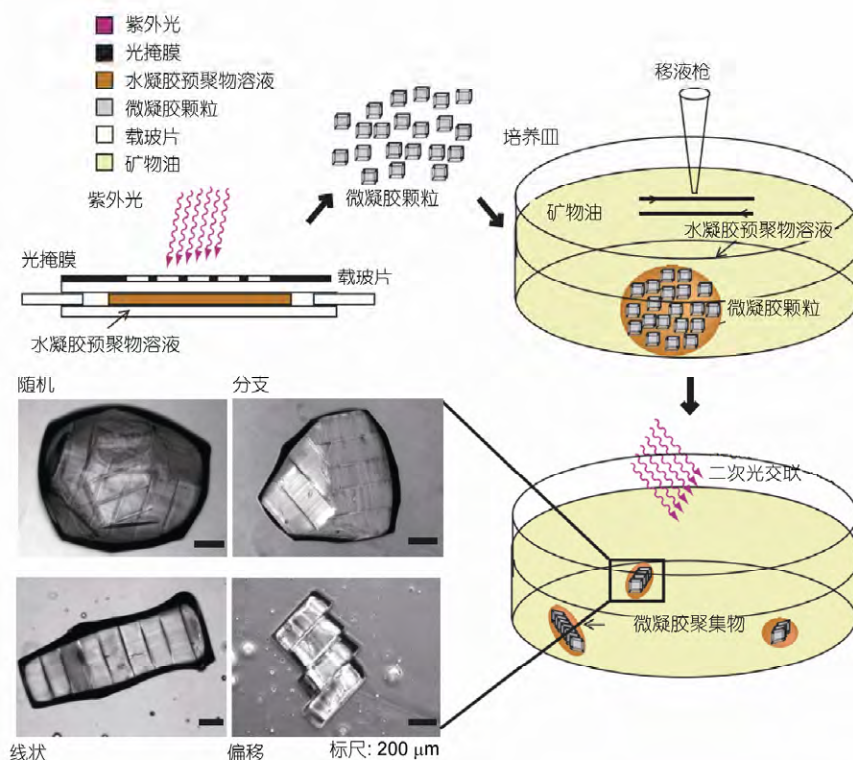 紫外光
光掩膜
水凝胶预聚物溶液
微凝胶颗粒
载玻片
矿物油
紫外光
光掩膜
载玻片
水凝胶预聚物溶液
微凝胶颗粒
移液枪
培养皿
矿物油
水凝胶预聚物溶液
微凝胶颗粒
随机
分支
二次光交联
微凝胶聚集物
线状
偏移
标尺: 200 μm